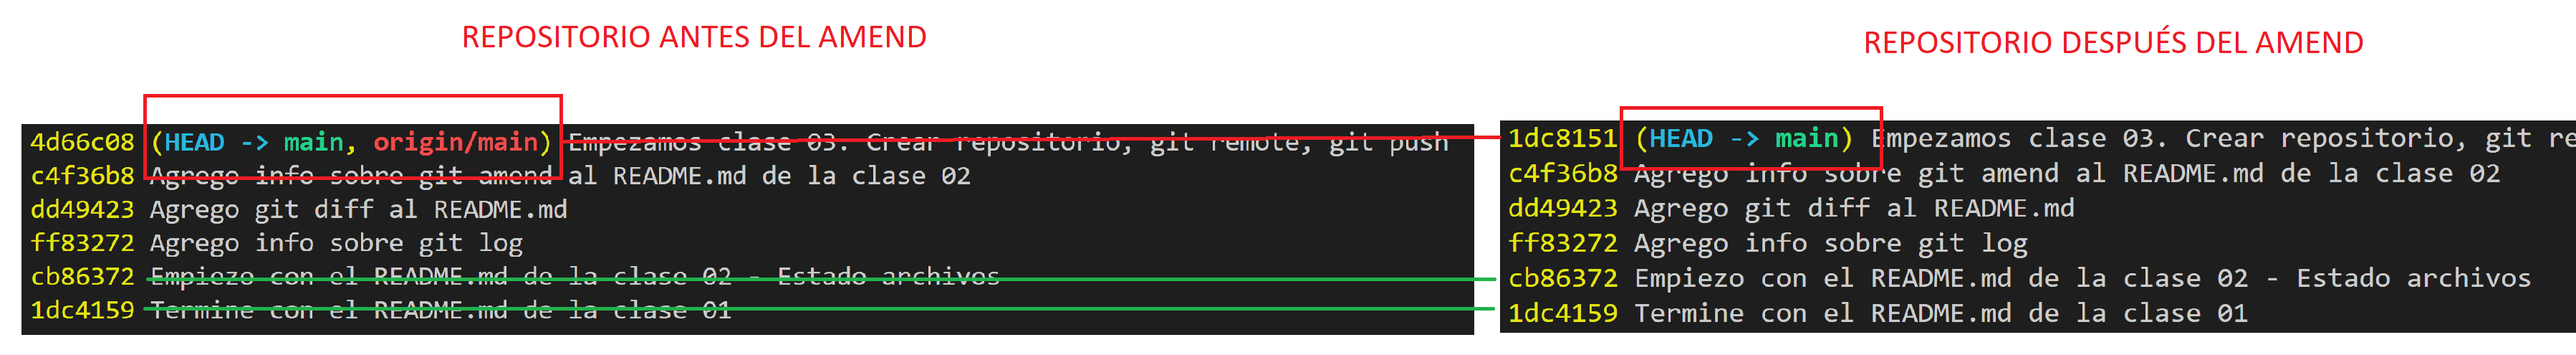 REPOSITORIO ANTES DEL AMEND
4d66c08 (HEAD -> main, origin/main) Empezamos clase 03. Crear repositorio, git remote, git push
c4f36b8 Agrego info sobre git amend al README.md de la clase 02
dd49423 Agrego git diff al README.md
ff83272 Agrego info sobre git log
cb86372 Empiezo con el README.md de la clase 02 - Estado archivos
1dc4159 Termine con el README.md de la clase 01
REPOSITORIO DESPUÉS DEL AMEND
1dc8151 (HEAD -> main) Empezamos clase 03. Crear repositorio, git re
c4f36b8 Agrego info sobre git amend al README.md de la clase 02
dd49423 Agrego git diff al README.md
ff83272 Agrego info sobre git log
cb86372 Empiezo con el README.md de la clase 02 - Estado archivos
1dc4159 Termine con el README.md de la clase 01